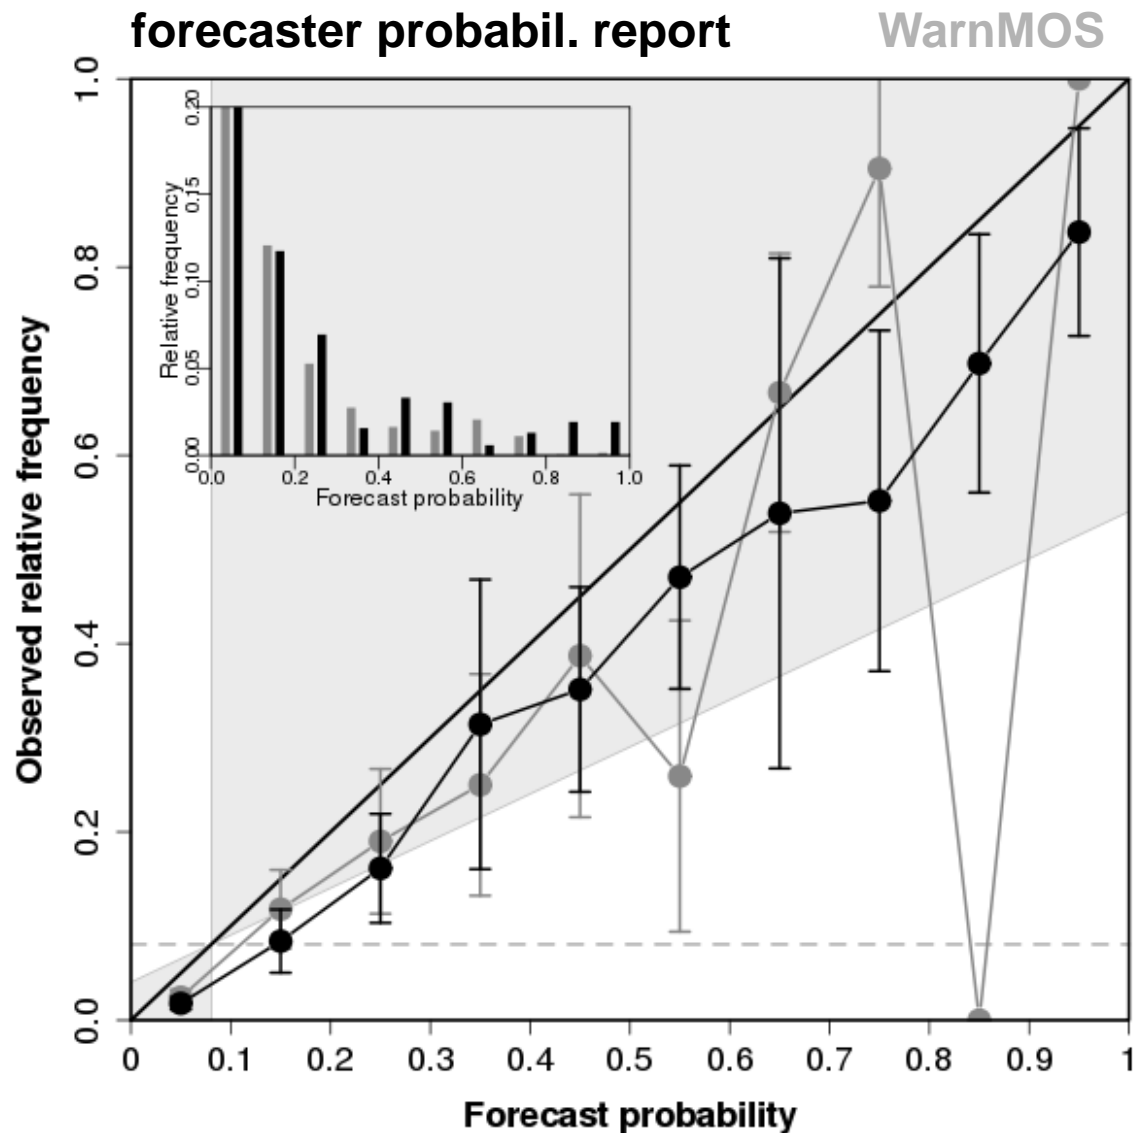 forecaster probabil. report WarnMOS
1.0
0.8
0.6
0.4
0.2
0.0
Observed relative frequency
0.20
0.15
0.10
0.05
0.00
Relative frequency
0.0 0.2 0.4 0.6 0.8 1.0
Forecast probability
0 0.1 0.2 0.3 0.4 0.5 0.6 0.7 0.8 0.9 1
Forecast probability